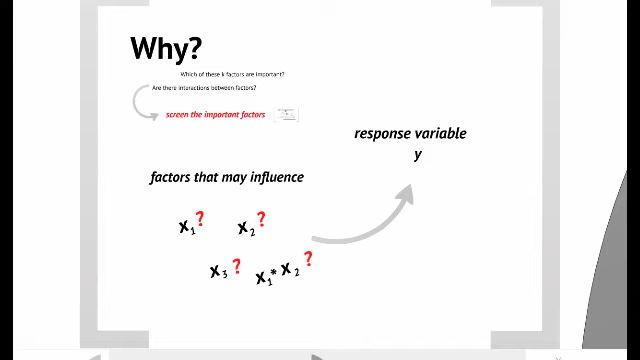 Why?
Which of these k factors are important?
Are there interactions between factors?
screen the important factors
response variable
y
factors that may influence
x1? x2?
x3? x1* x2?